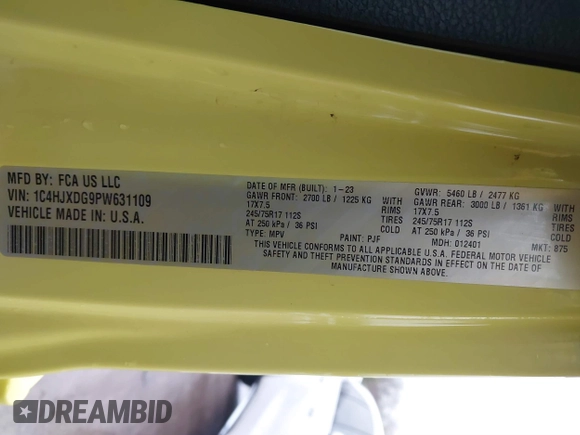 MFD BY: FCA US LLC
VIN: 1C4HJXDG9PW631109
VEHICLE MADE IN U.S.A.
DATE OF MFR (BUILT): 1-23 GVWR: 5460 LB / 2477 KG
GAWR FRONT: 2700 LB / 1225 KG WITH GAWR REAR: 3000 LB / 1361 KG WITH
17X7.5 RIMS 17X7.5 RIMS
245/75R17 112S TIRES 245/75R17 112S TIRES
AT 250 kPa / 36 PSI COLD AT 250 kPa / 36 PSI COLD
TYPE: MPV PAINT: PJF MDH: 012401 MKT: 875
CONFORMS TO ALL APPLICABLE U.S.A. FEDERAL MOTOR VEHICLE
SAFETY AND THEFT PREVENTION STANDARDS IN EFFECT ON THE DATE OF
MANUFACTURE SHOWN ABOVE.
DREAMBID